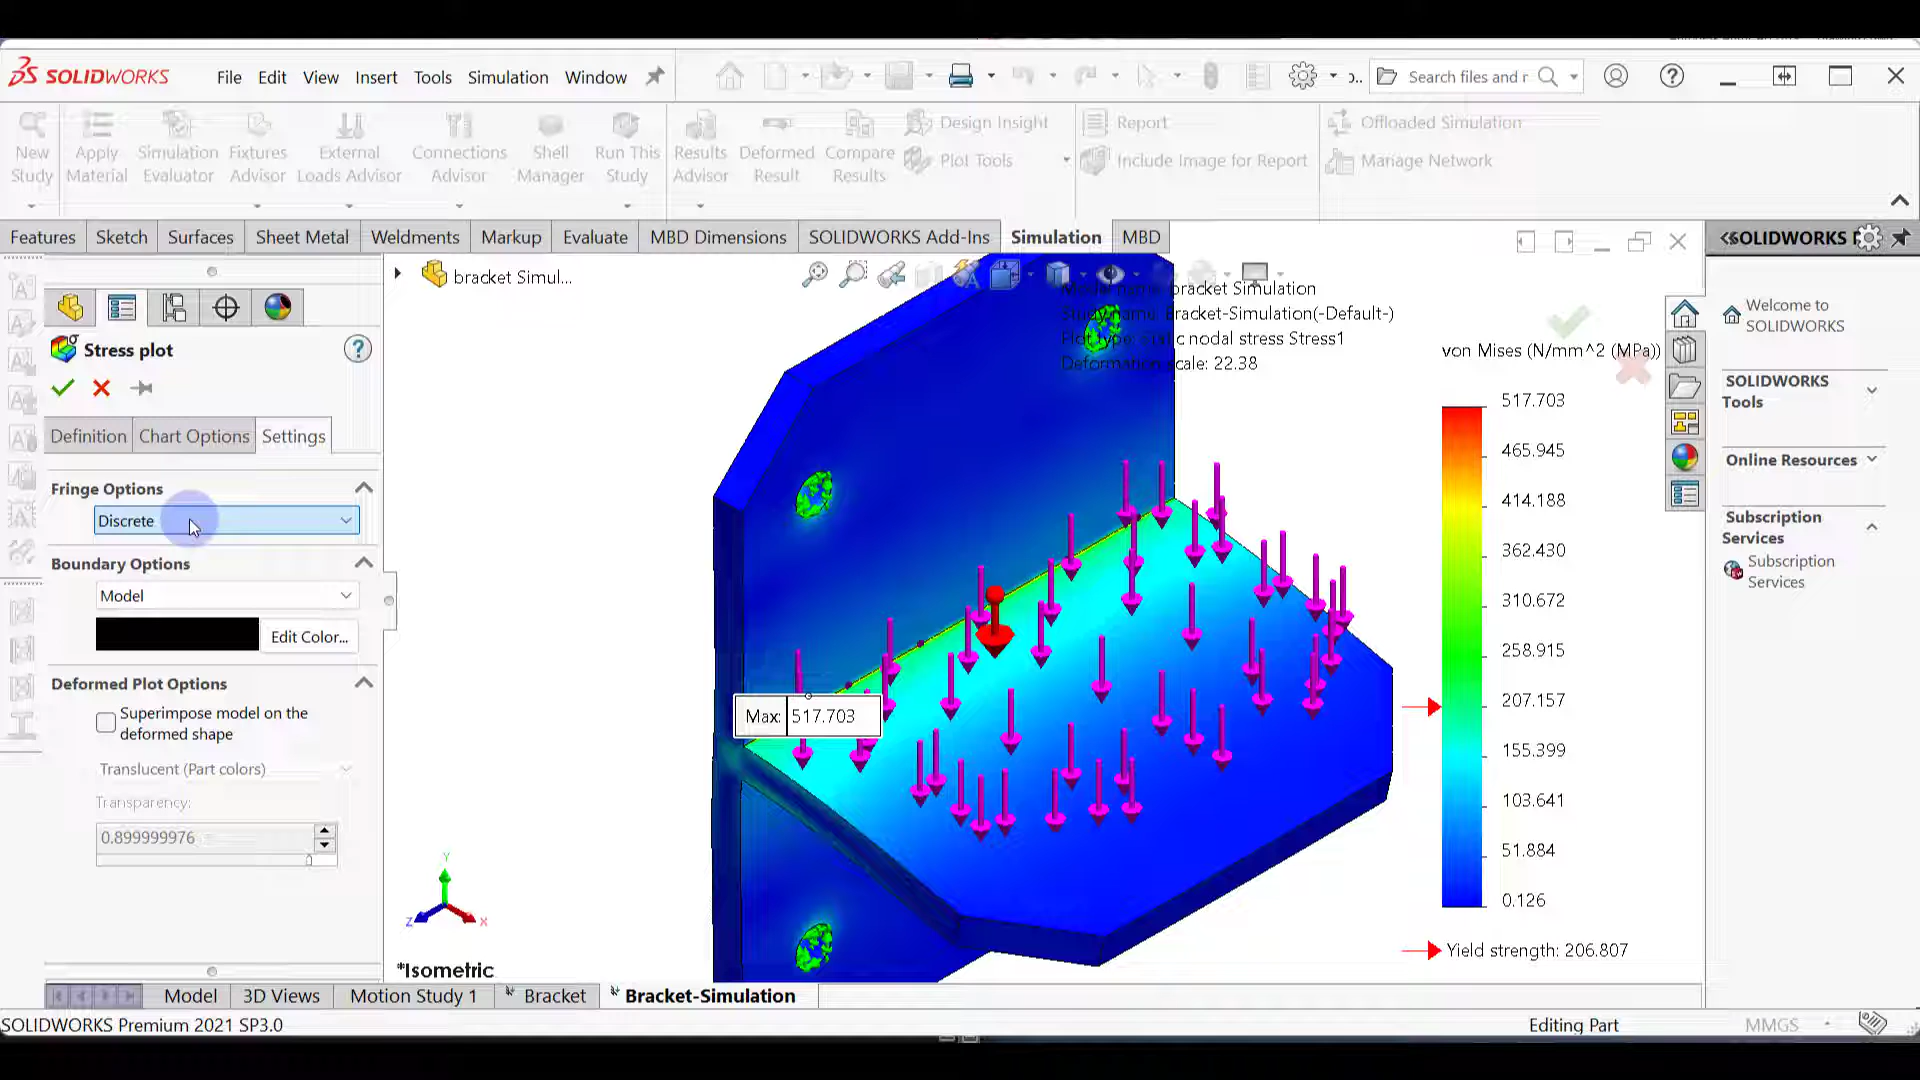 SOLIDWORKS File Edit View Insert Tools Simulation Window
Search files and r
New Study
Apply Material
Simulation Evaluator
Fixtures Advisor
External Loads Advisor
Connections Advisor
Shell Manager
Run This Study
Results Advisor
Deformed Result
Compare Results
Design Insight
Plot Tools
Report
Include Image for Report
Offloaded Simulation
Manage Network
Features Sketch Surfaces Sheet Metal Weldments Markup Evaluate MBD Dimensions SOLIDWORKS Add-Ins Simulation MBD
SOLIDWORKS
Stress plot
Definition Chart Options Settings
Fringe Options
Discrete
Boundary Options
Model
Edit Color...
Deformed Plot Options
Superimpose model on the
deformed shape
Translucent (Part colors)
Transparency:
0.899999976
bracket Simul...
Model name: bracket Simulation
Study name: Bracket-Simulation(-Default-)
Plot type: Static nodal stress Stress1
Deformation scale: 22.38
Max: 517.703
Y
Z
X
*Isometric
von Mises (N/mm^2 (MPa))
517.703
465.945
414.188
362.430
310.672
258.915
207.157
155.399
103.641
51.884
0.126
Yield strength: 206.807
Welcome to
SOLIDWORKS
SOLIDWORKS
Tools
Online Resources
Subscription
Services
Subscription
Services
Model 3D Views Motion Study 1 Bracket Bracket-Simulation
SOLIDWORKS Premium 2021 SP3.0
Editing Part
MMGS